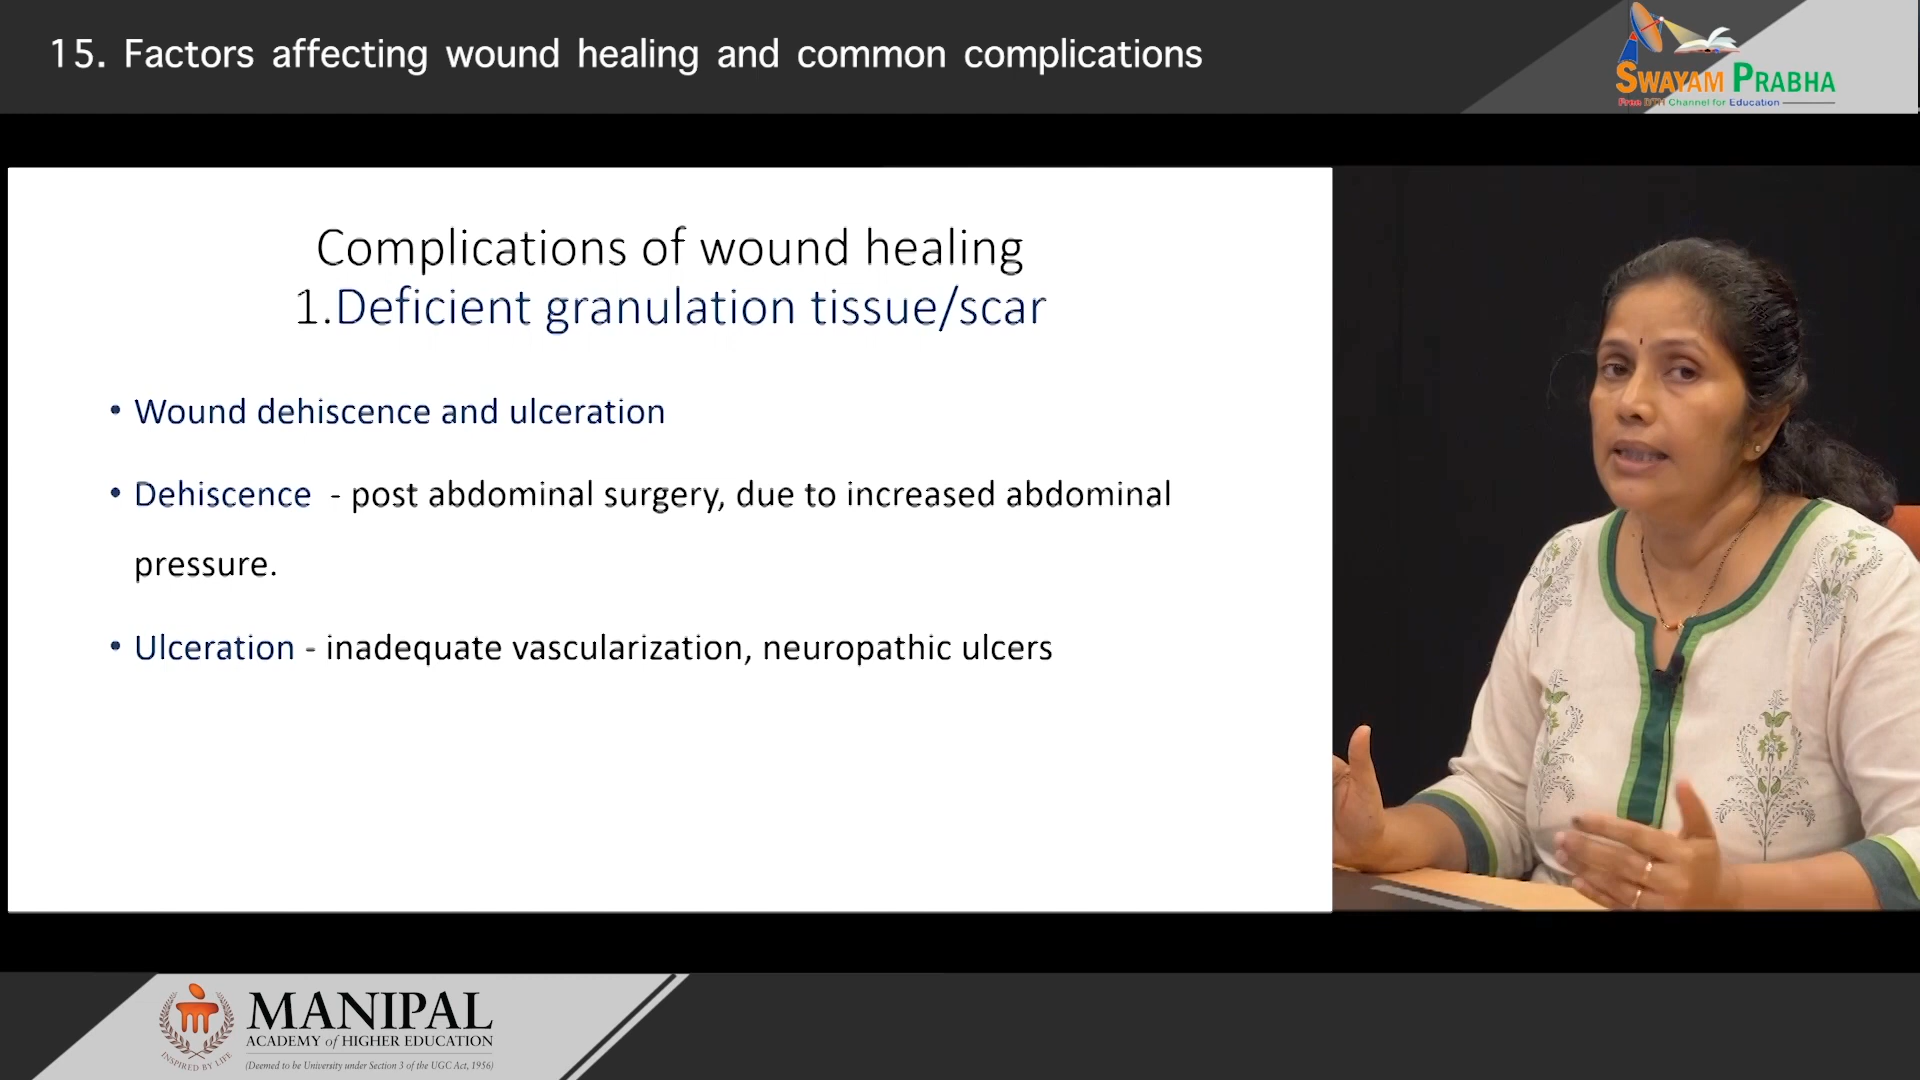 15. Factors affecting wound healing and common complications
SWAYAM PRABHA
Free DTH Channel for Education
Complications of wound healing
1.Deficient granulation tissue/scar
• Wound dehiscence and ulceration
• Dehiscence - post abdominal surgery, due to increased abdominal
pressure.
• Ulceration - inadequate vascularization, neuropathic ulcers
MANIPAL
ACADEMY of HIGHER EDUCATION
(Deemed to be University under Section 3 of the UGC Act, 1956)
INSPIRED BY LIFE